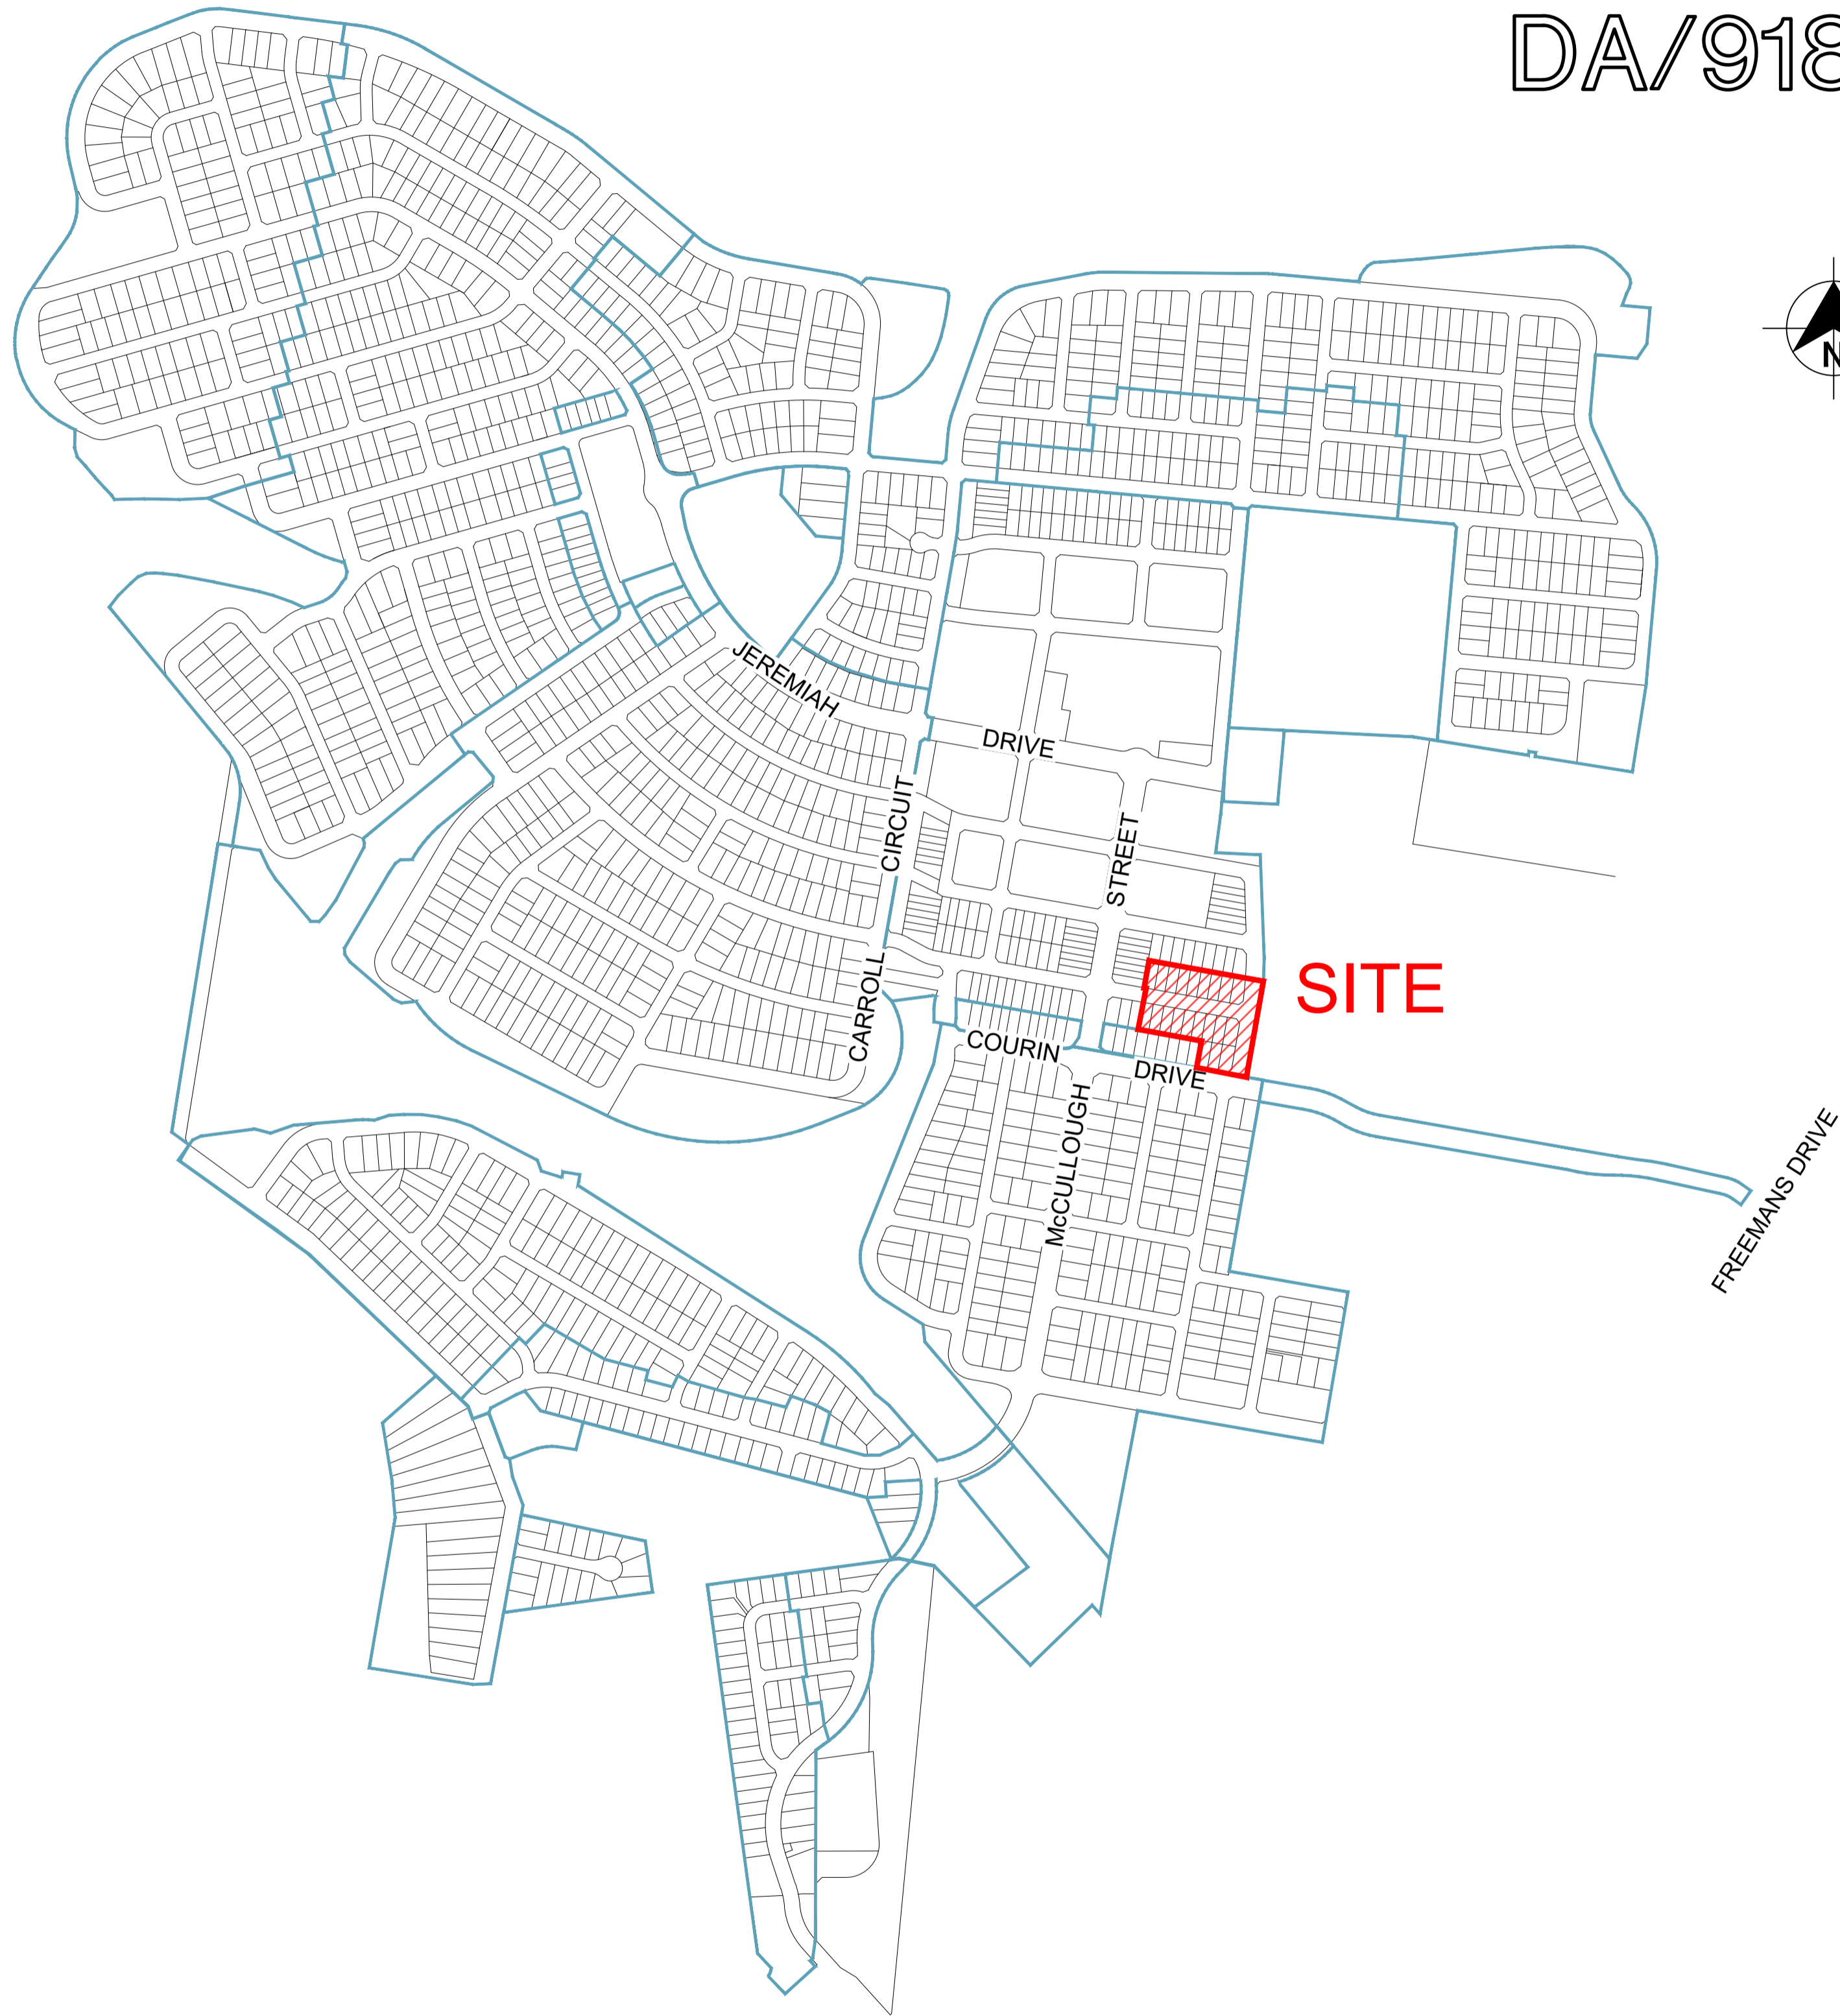 DA/918
N
JEREMIAH
DRIVE
CIRCUIT
STREET
SITE
CARROLL
COURIN
DRIVE
McCULLOUGH
FREEMANS DRIVE